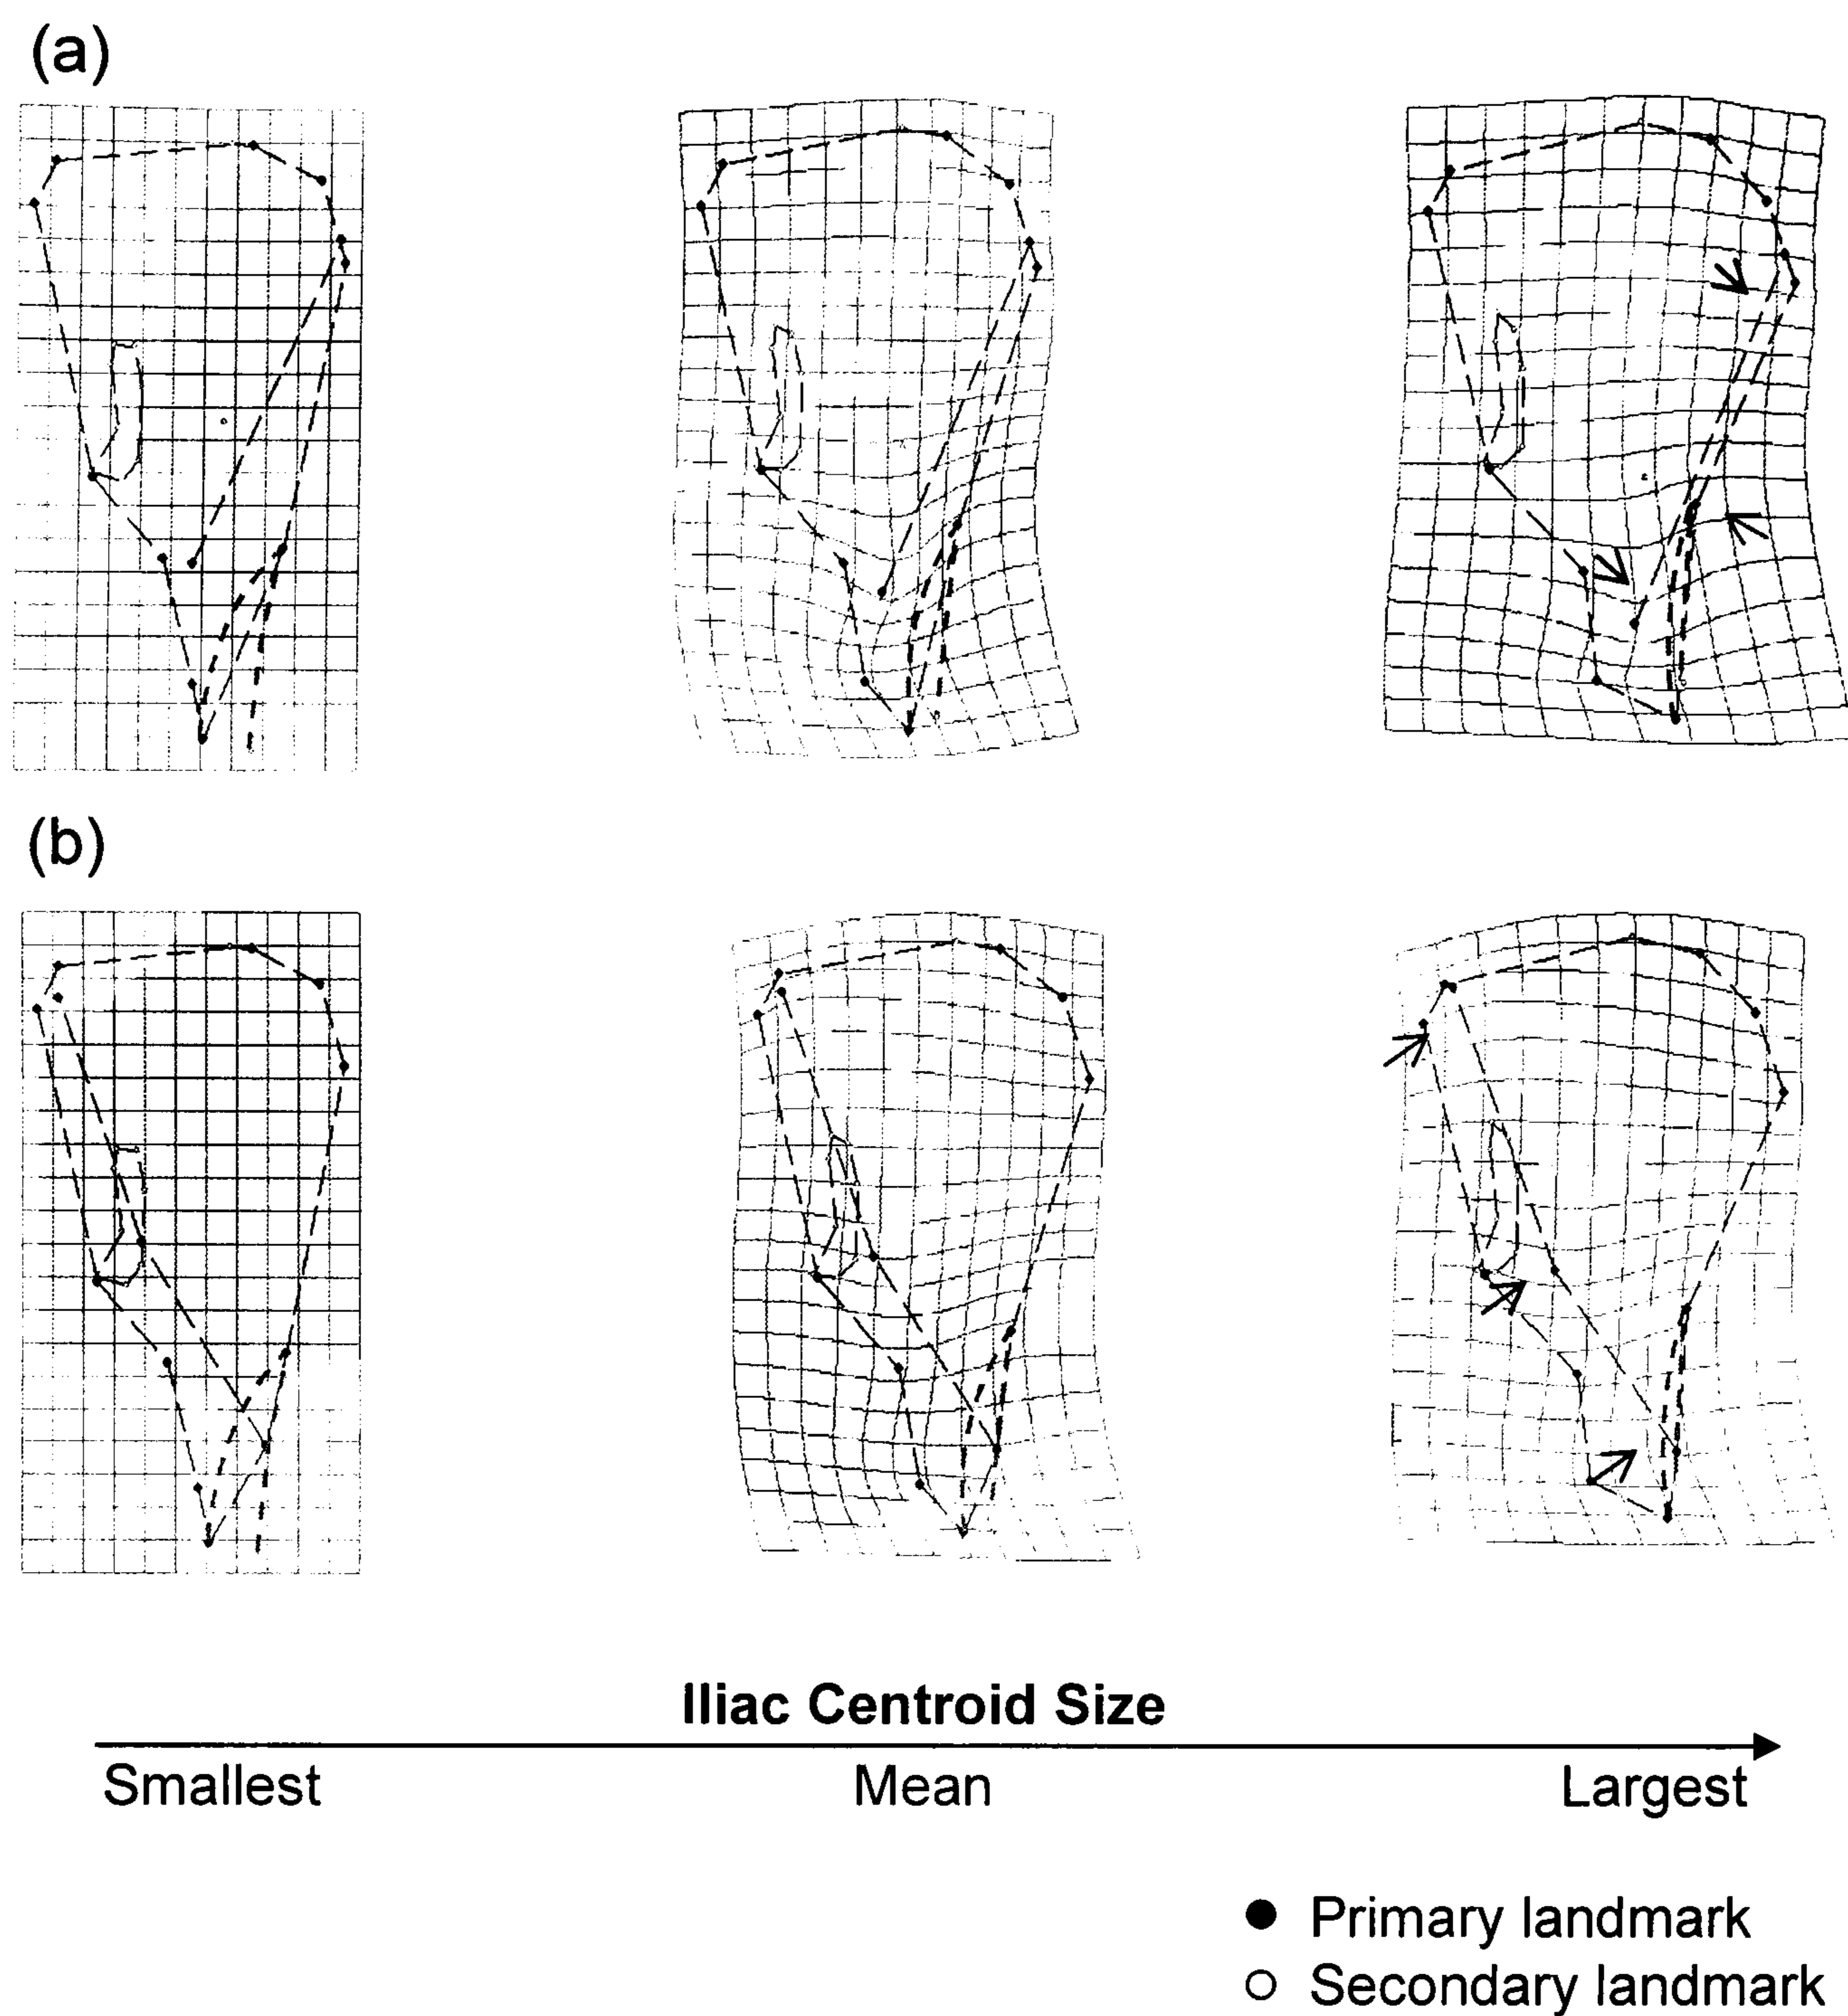 (a)
(b)
Iliac Centroid Size
Smallest Mean Largest
Primary landmark
Secondary landmark